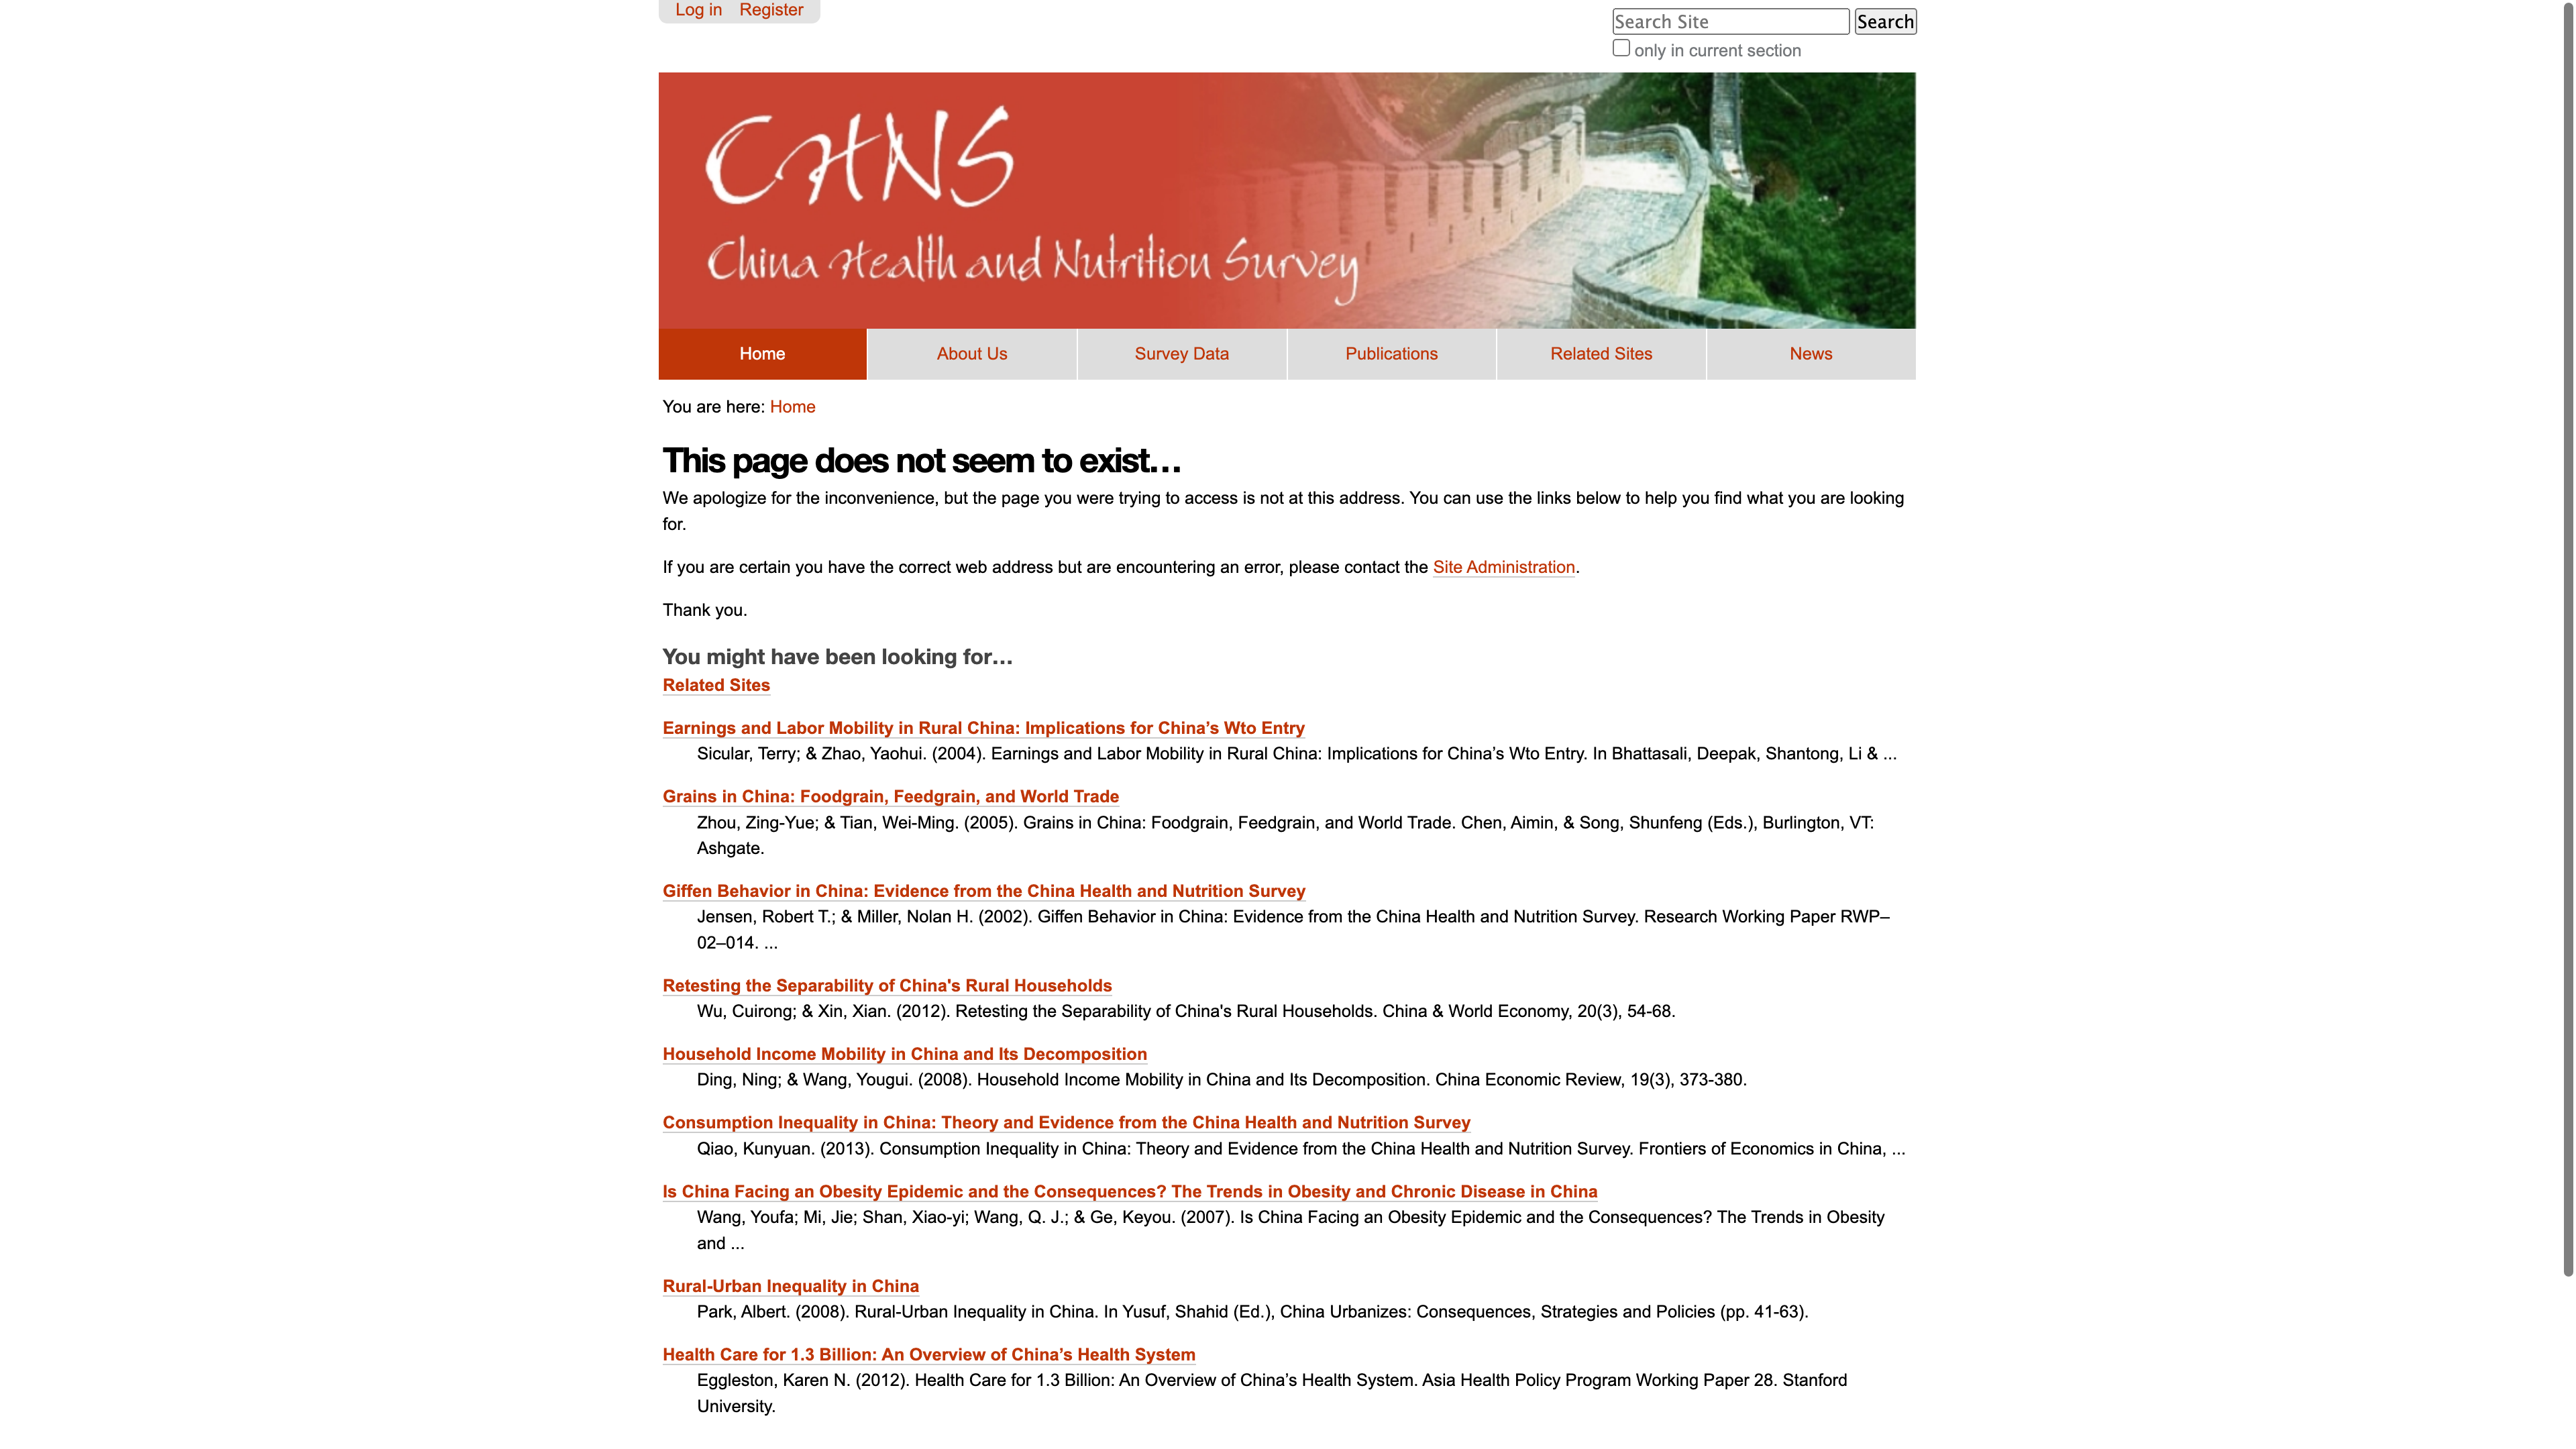 Log in Register
Search Site Search
only in current section
CHNS
China Health and Nutrition Survey
Home About Us Survey Data Publications Related Sites News
You are here: Home
This page does not seem to exist…
We apologize for the inconvenience, but the page you were trying to access is not at this address. You can use the links below to help you find what you are looking
for.
If you are certain you have the correct web address but are encountering an error, please contact the Site Administration.
Thank you.
You might have been looking for…
Related Sites
Earnings and Labor Mobility in Rural China: Implications for China’s Wto Entry
Sicular, Terry; & Zhao, Yaohui. (2004). Earnings and Labor Mobility in Rural China: Implications for China’s Wto Entry. In Bhattasali, Deepak, Shantong, Li & ...
Grains in China: Foodgrain, Feedgrain, and World Trade
Zhou, Zing-Yue; & Tian, Wei-Ming. (2005). Grains in China: Foodgrain, Feedgrain, and World Trade. Chen, Aimin, & Song, Shunfeng (Eds.), Burlington, VT:
Ashgate.
Giffen Behavior in China: Evidence from the China Health and Nutrition Survey
Jensen, Robert T.; & Miller, Nolan H. (2002). Giffen Behavior in China: Evidence from the China Health and Nutrition Survey. Research Working Paper RWP–
02–014. ...
Retesting the Separability of China's Rural Households
Wu, Cuirong; & Xin, Xian. (2012). Retesting the Separability of China's Rural Households. China & World Economy, 20(3), 54-68.
Household Income Mobility in China and Its Decomposition
Ding, Ning; & Wang, Yougui. (2008). Household Income Mobility in China and Its Decomposition. China Economic Review, 19(3), 373-380.
Consumption Inequality in China: Theory and Evidence from the China Health and Nutrition Survey
Qiao, Kunyuan. (2013). Consumption Inequality in China: Theory and Evidence from the China Health and Nutrition Survey. Frontiers of Economics in China, ...
Is China Facing an Obesity Epidemic and the Consequences? The Trends in Obesity and Chronic Disease in China
Wang, Youfa; Mi, Jie; Shan, Xiao-yi; Wang, Q. J.; & Ge, Keyou. (2007). Is China Facing an Obesity Epidemic and the Consequences? The Trends in Obesity
and ...
Rural-Urban Inequality in China
Park, Albert. (2008). Rural-Urban Inequality in China. In Yusuf, Shahid (Ed.), China Urbanizes: Consequences, Strategies and Policies (pp. 41-63).
Health Care for 1.3 Billion: An Overview of China’s Health System
Eggleston, Karen N. (2012). Health Care for 1.3 Billion: An Overview of China’s Health System. Asia Health Policy Program Working Paper 28. Stanford
University.